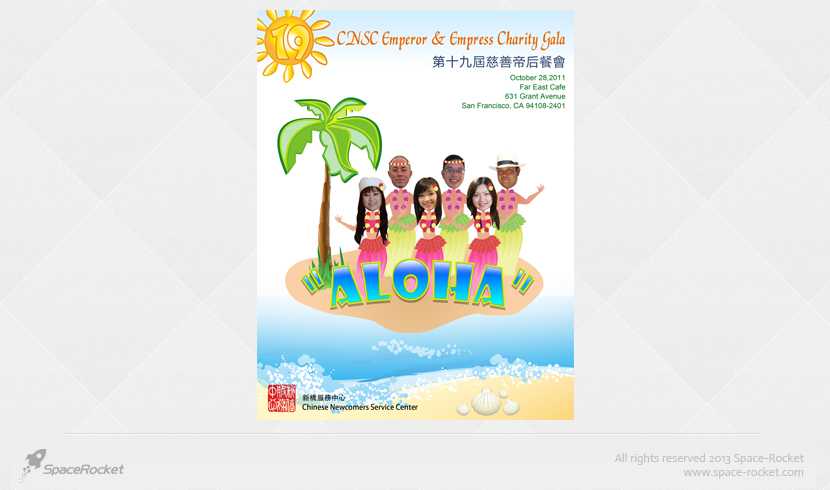 19
CNSC Emperor & Empress Charity Gala
第十九屆慈善帝后餐會
October 28,2011
Far East Cafe
631 Grant Avenue
San Francisco, CA 94108-2401
"ALOHA"
新橋服務中心
Chinese Newcomers Service Center
SpaceRocket
All rights reserved 2013 Space-Rocket
www.space-rocket.com